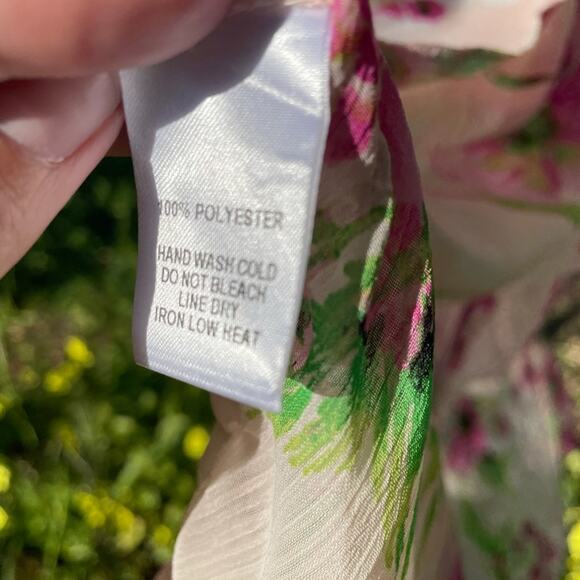 100% POLYESTER
HAND WASH COLD
DO NOT BLEACH
LINE DRY
IRON LOW HEAT